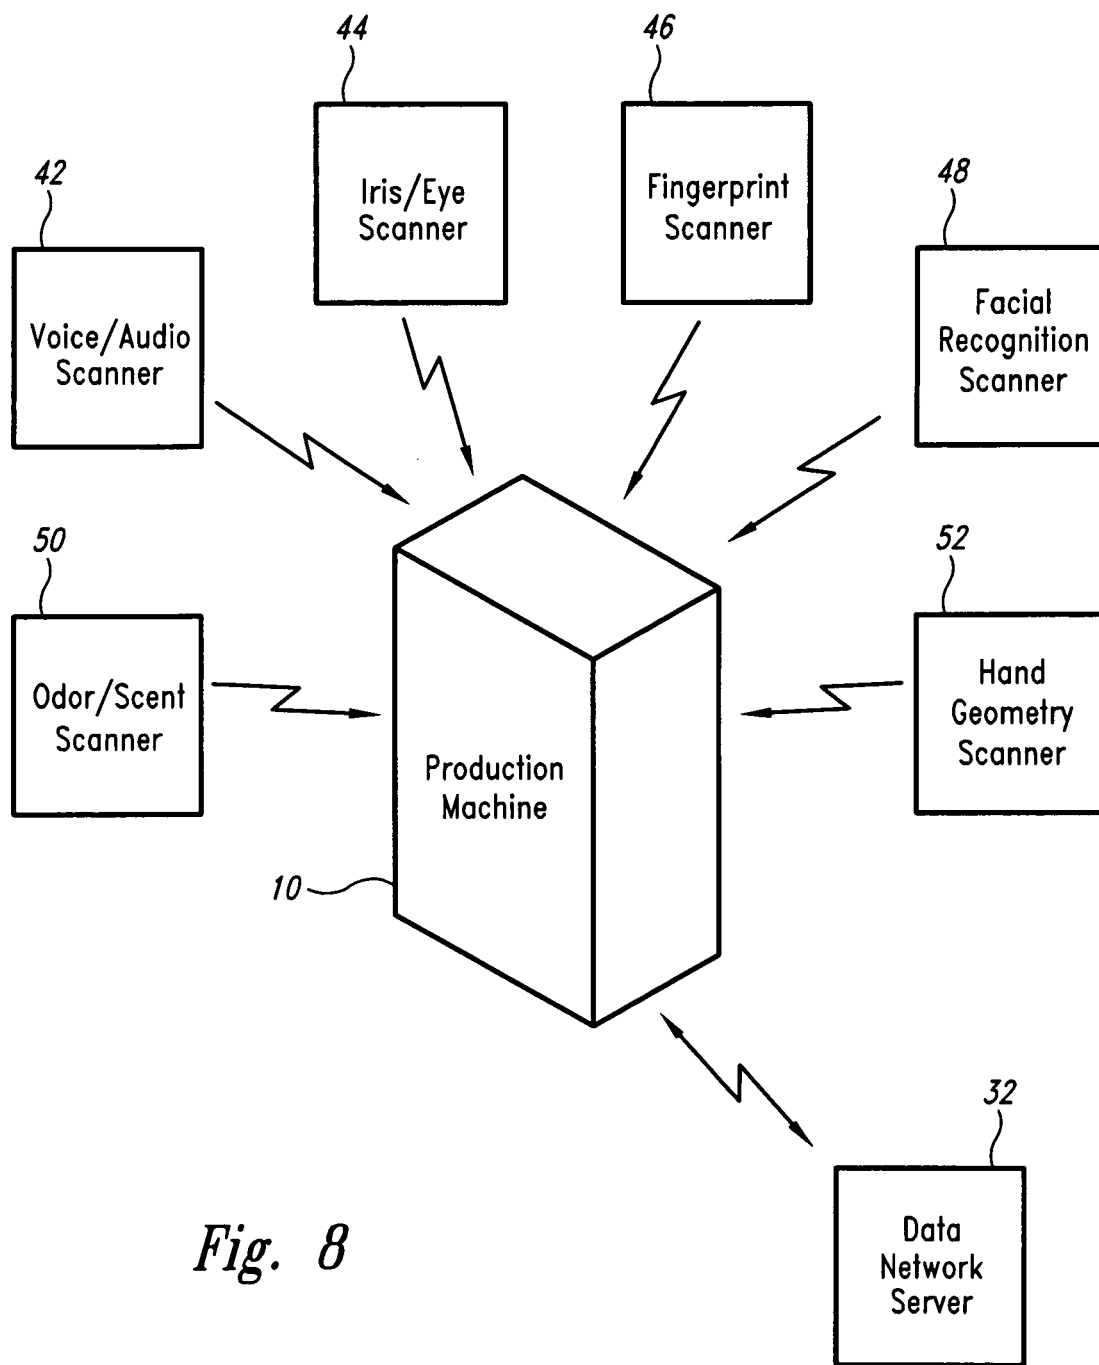 44
46
42
48
Iris/Eye
Scanner
Fingerprint
Scanner
Voice/Audio
Scanner
Facial
Recognition
Scanner
50
52
Odor/Scent
Scanner
Hand
Geometry
Scanner
Production
Machine
10
32
Data
Network
Server
Fig. 8